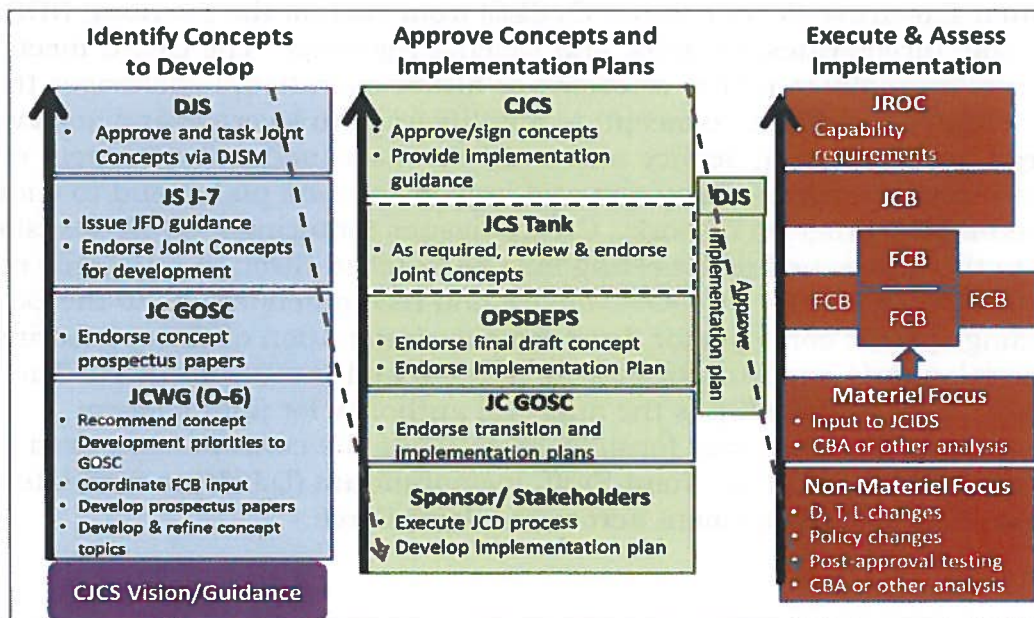 Identify Concepts
to Develop
DJS
• Approve and task Joint
Concepts via DJSM
JS J-7
• Issue JFD guidance
• Endorse Joint Concepts
for development
JC GOSC
• Endorse concept
prospectus papers
JCWG (O-6)
• Recommend concept
Development priorities to
GOSC
• Coordinate FCB input
• Develop prospectus papers
• Develop & refine concept
topics
CJCS Vision/Guidance
Approve Concepts and
Implementation Plans
CJCS
• Approve/sign concepts
• Provide implementation
guidance
JCS Tank
• As required, review & endorse
Joint Concepts
OPSDEPS
• Endorse final draft concept
• Endorse Implementation Plan
JC GOSC
• Endorse transition and
implementation plans
Sponsor/ Stakeholders
• Execute JCD process
• Develop Implementation plan
DJS
Approve
implementation plan
Execute & Assess
Implementation
JROC
• Capability
requirements
JCB
FCB
FCB
FCB
FCB
Materiel Focus
• Input to JCIDS
• CBA or other analysis
Non-Materiel Focus
• D, T, L changes
• Policy changes
• Post-approval testing
• CBA or other analysis